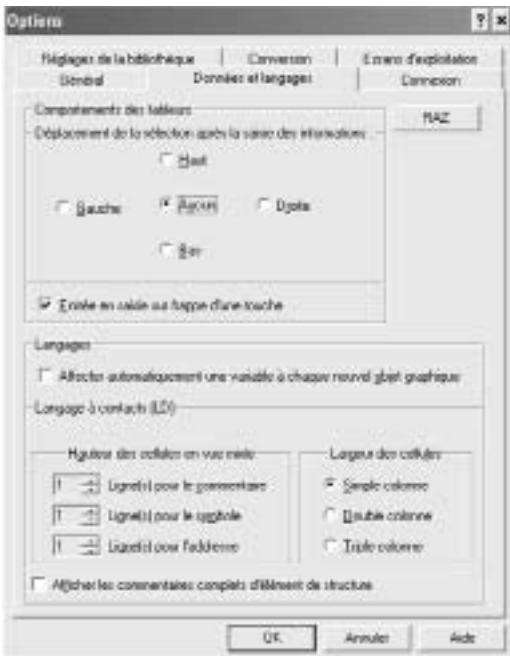 Options
Réglages de la bibliothèque Conversion Ecrans d'exploitation
Général Données et langages Connexion
Comportements des tableurs
RAZ
Déplacement de la sélection après la saisie des informations
Haut
Gauche Aucun Droite
Bas
Entrée en saisie sur frappe d'une touche
Langages
Affecter automatiquement une variable à chaque nouvel objet graphique
Langage à contacts (LD)
Hauteur des cellules en vue mixte Largeur des cellules
1 Ligne(s) pour le commentaire Simple colonne
1 Ligne(s) pour le symbole Double colonne
1 Ligne(s) pour l'adresse Triple colonne
Afficher les commentaires complets d'élément de structure
OK Annuler Aide